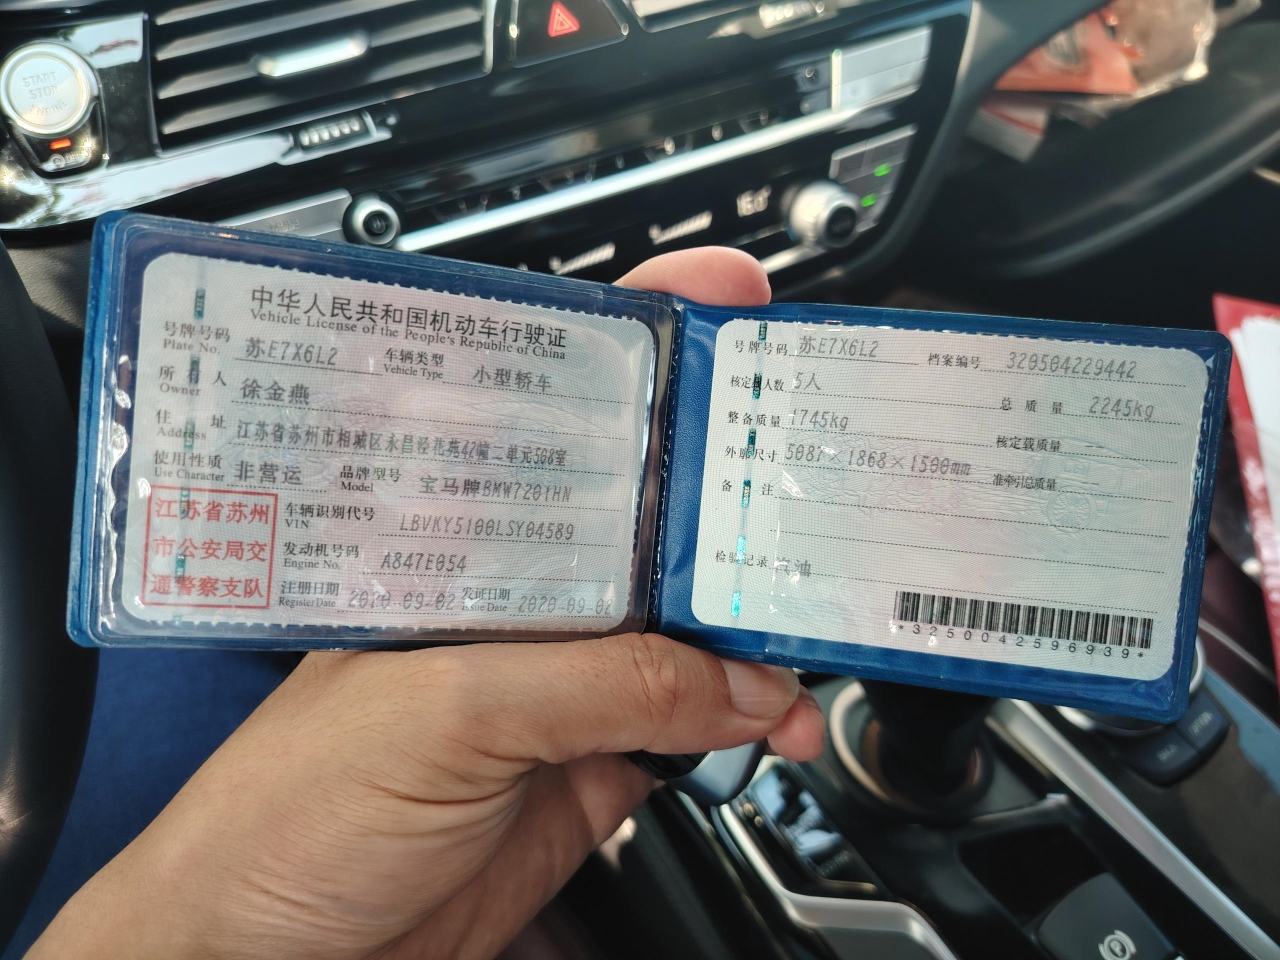 START
STOP
中华人民共和国机动车行驶证
Vehicle License of the People's Republic of China
号牌号码 苏E7X6L2 车辆类型 小型轿车
Plate No. Vehicle Type
所有人 徐金燕
Owner
住址 江苏省苏州市相城区永昌泾花苑42幢二单元508室
Address
使用性质 非营运 品牌型号 宝马牌BMW7201HN
Use Character Model
江苏省苏州
市公安局交
通警察支队
车辆识别代号 LBVKY5100LSY04589
VIN
发动机号码 A847E054
Engine No.
注册日期 2020-09-02 发证日期 2020-09-02
Register Date Issue Date
号牌号码 苏E7X6L2 档案编号 320504229442
核定载人数 5人 总质量 2245kg
整备质量 1745kg 核定载质量
外廓尺寸 5087×1868×1500mm 准牵引总质量
备注
检验记录 汽油
*3250042596939*